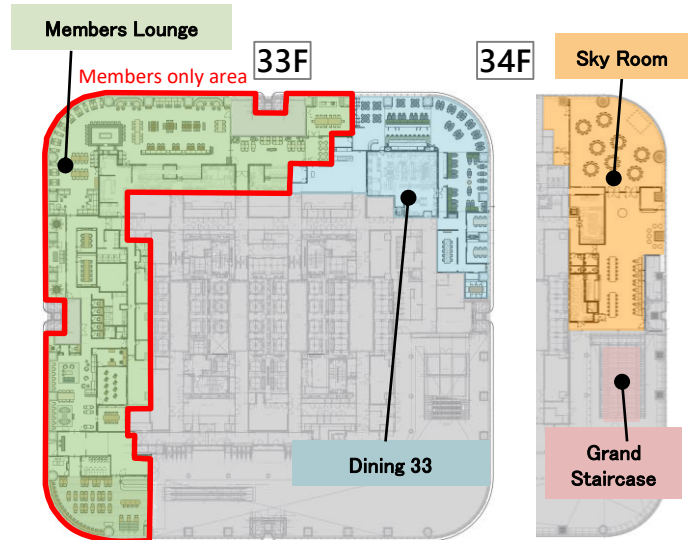 Members Lounge
33F
34F
Sky Room
Members only area
Dining 33
Grand
Staircase